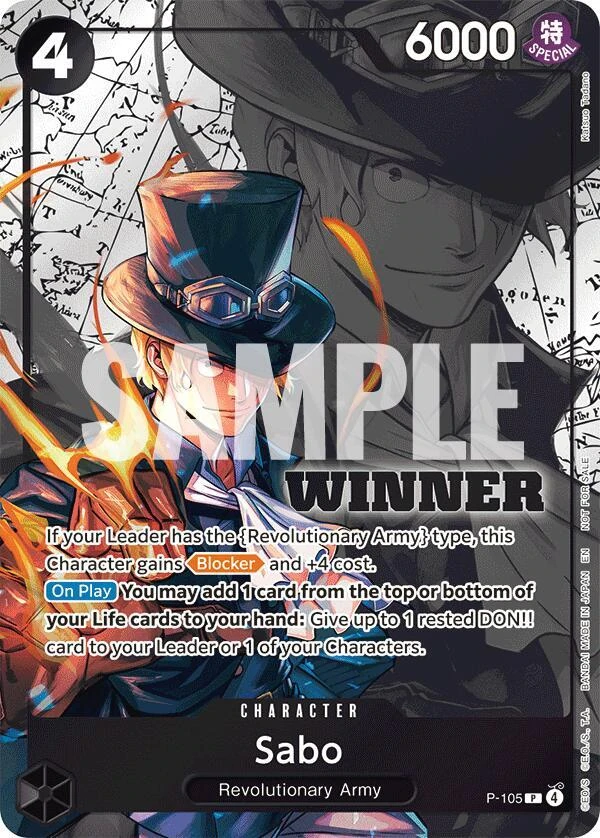 4
6000
特
SPECIAL
Katsuo Tadano
SAMPLE
WINNER
If your Leader has the {Revolutionary Army} type, this
Character gains Blocker and +4 cost.
On Play You may add 1 card from the top or bottom of
your Life cards to your hand: Give up to 1 rested DON!!
card to your Leader or 1 of your Characters.
CHARACTER
Sabo
Revolutionary Army
P-105 P 4
©EO/S ©E.O./S., T.A. BANDAI MADE IN JAPAN EN NOT FOR SALE